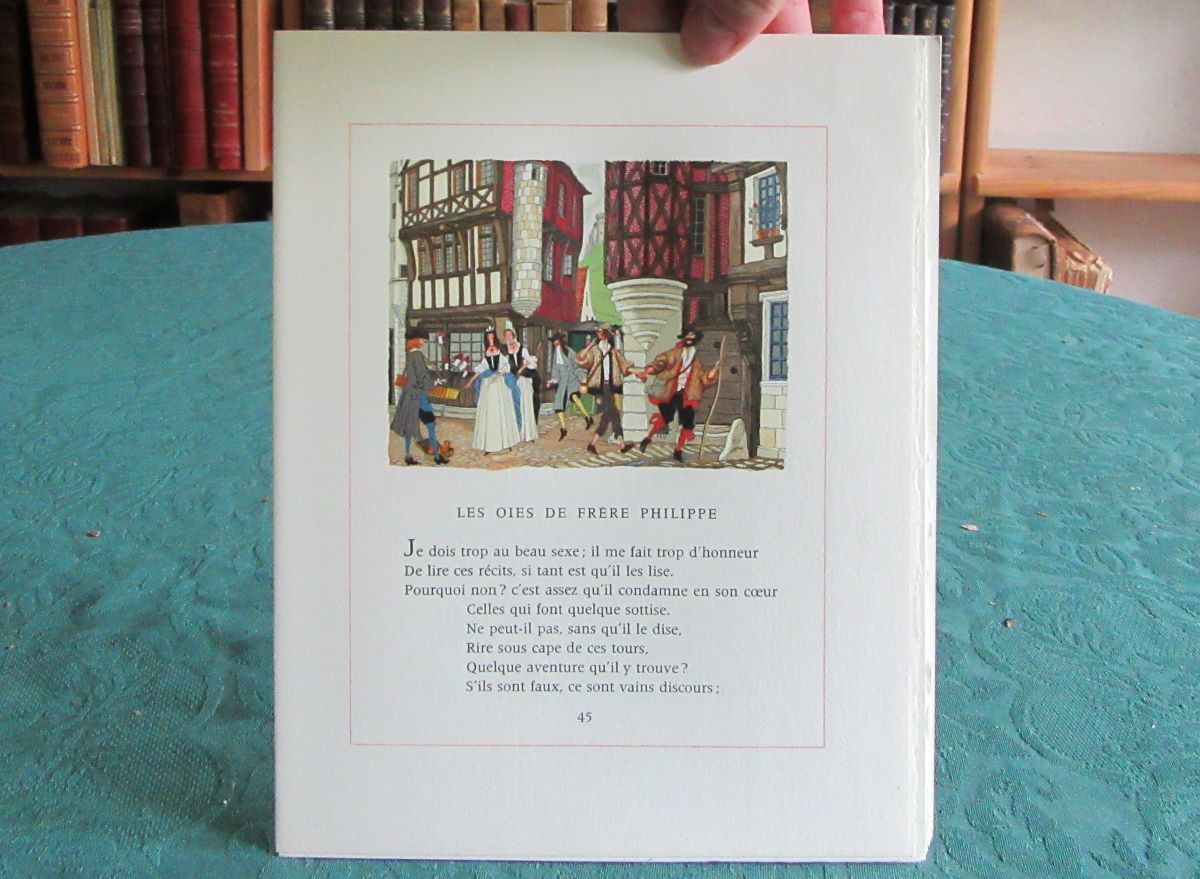 LES OIES DE FRÈRE PHILIPPE
Je dois trop au beau sexe ; il me fait trop d'honneur
De lire ces récits, si tant est qu'il les lise.
Pourquoi non ? c'est assez qu'il condamne en son cœur
Celles qui font quelque sottise.
Ne peut-il pas, sans qu'il le dise,
Rire sous cape de ces tours,
Quelque aventure qu'il y trouve ?
S'ils sont faux, ce sont vains discours ;
45